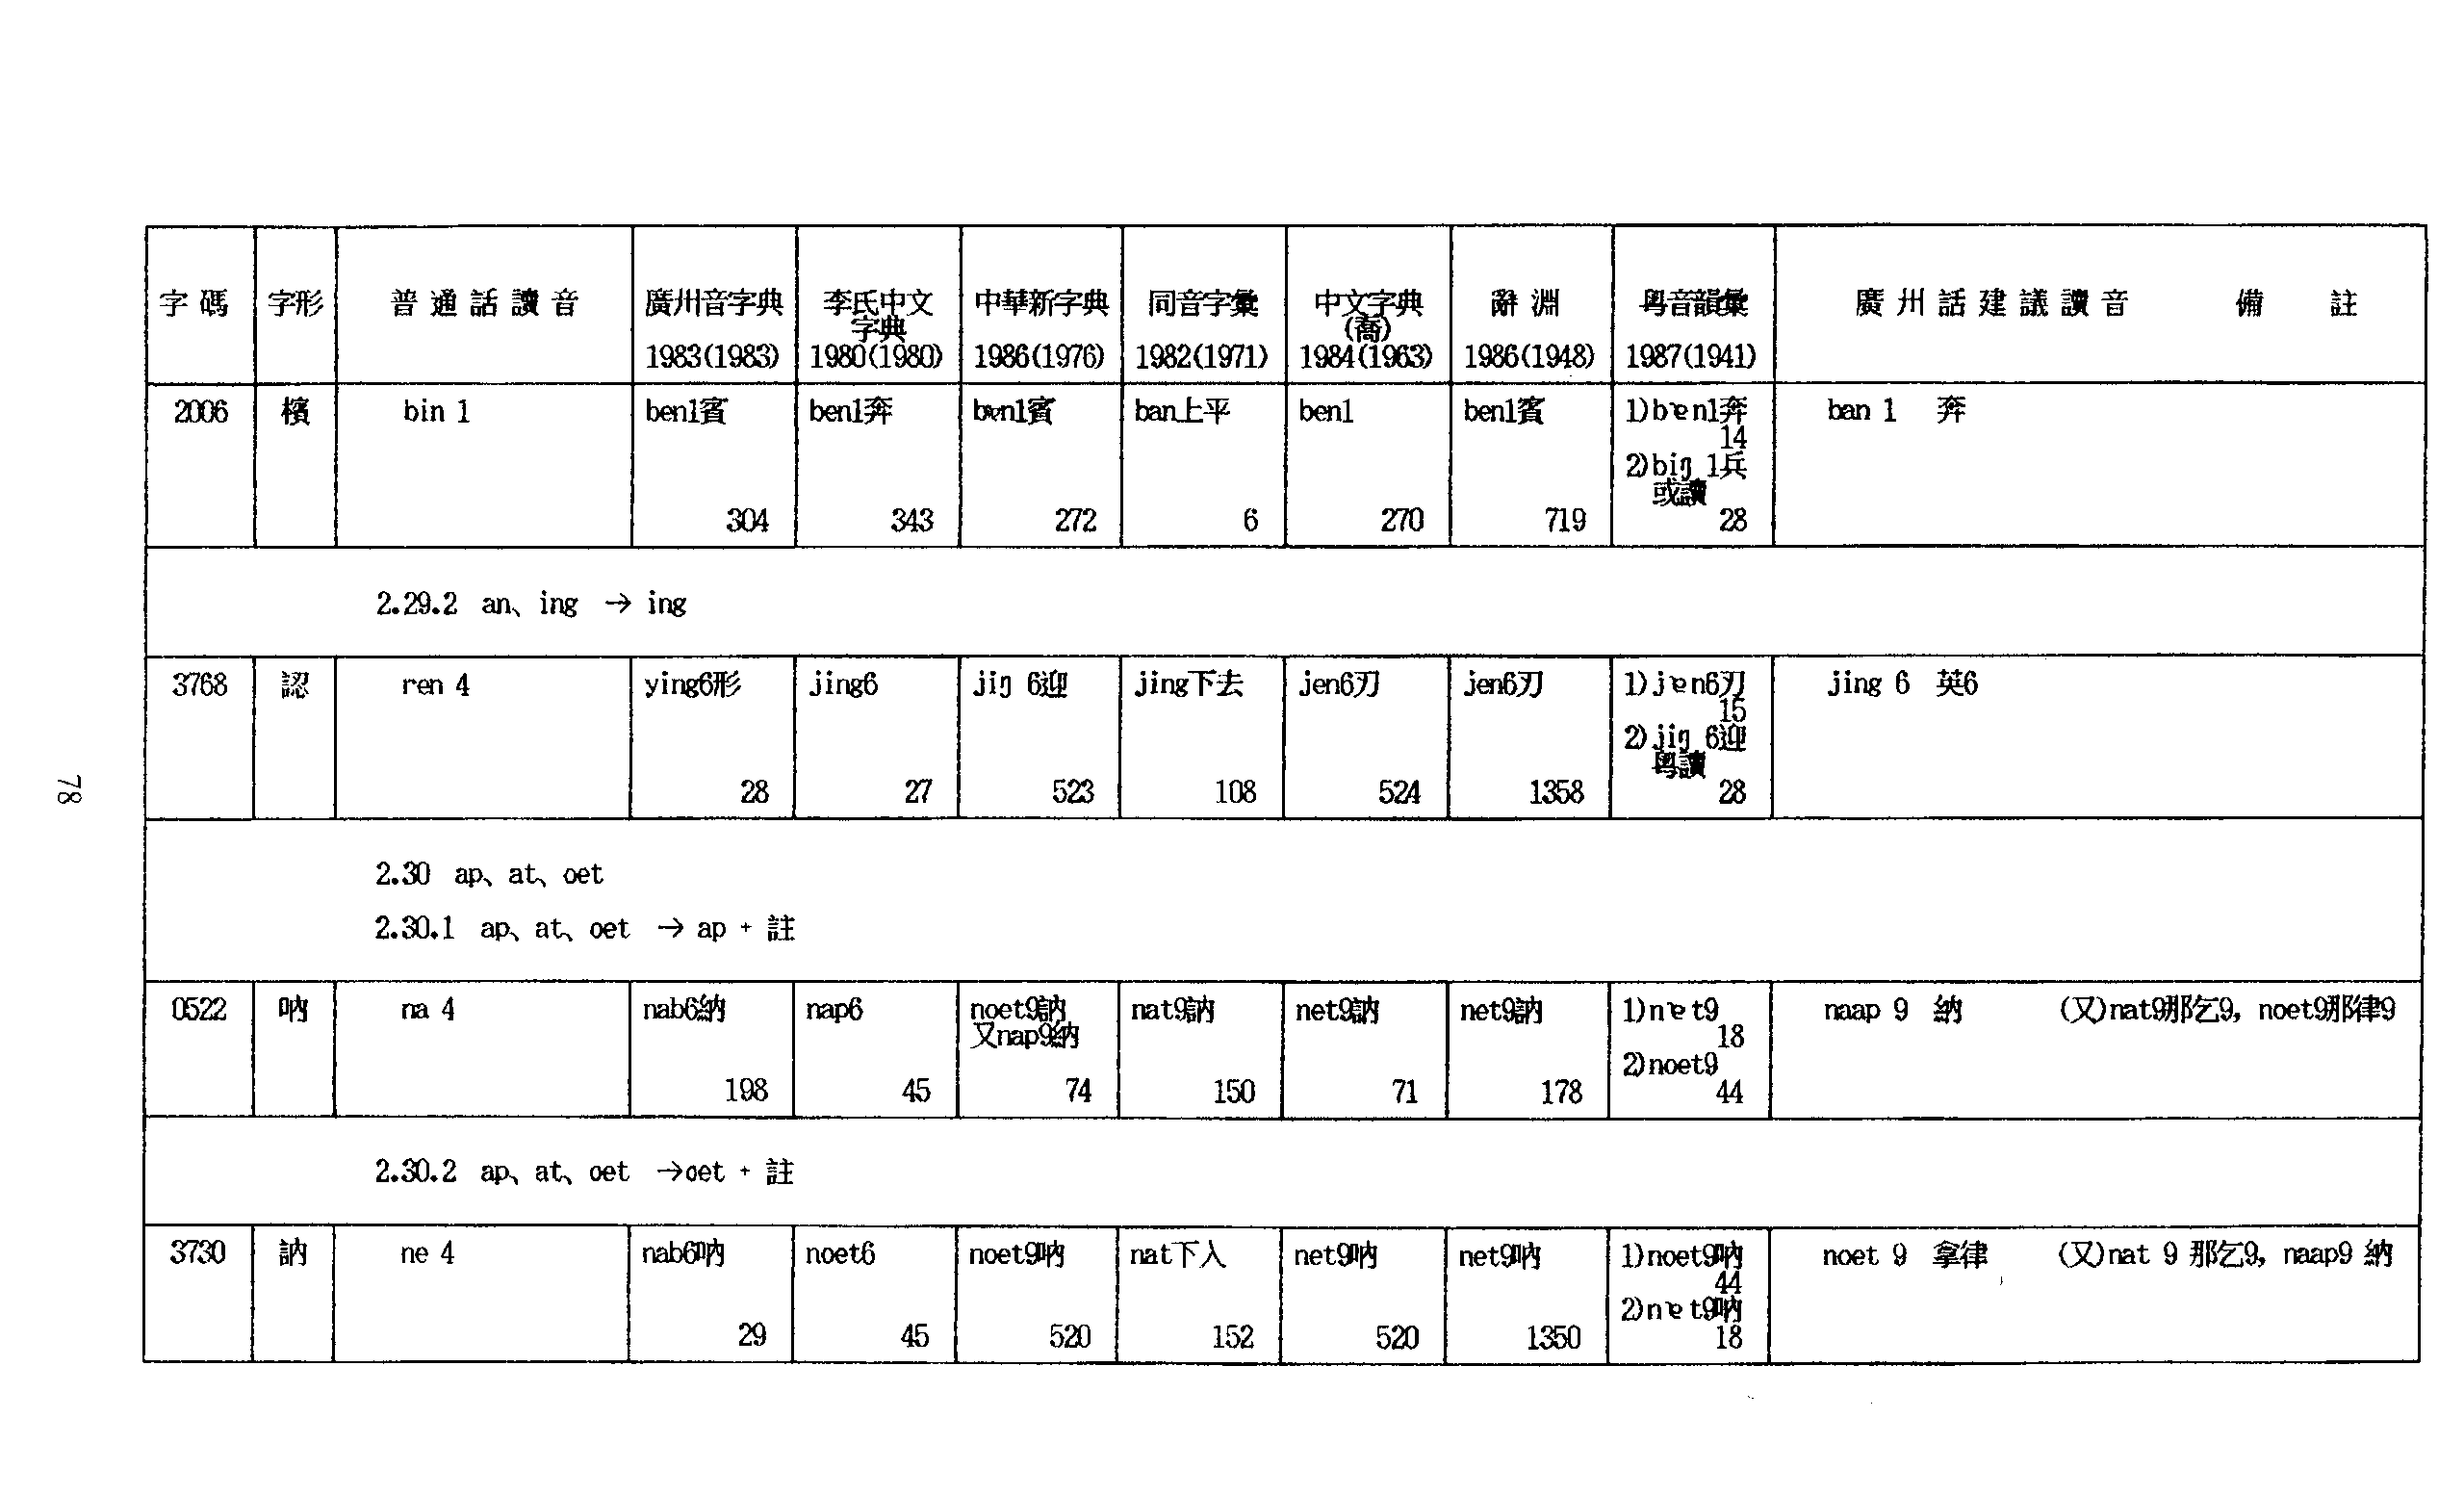 字碼 字形 普通話讀音 廣州音字典 李氏中文 中華新字典 同音字彙 中文字典 辭淵 粵音韻彙 廣州話建議讀音 備註
字典 (喬)
1983(1983) 1980(1980) 1986(1976) 1982(1971) 1984(1963) 1986(1948) 1987(1941)
2006 檳 bin 1 ben1賓 ben1奔 bɐn1賓 ban上平 ben1 ben1賓 1)bɐn1奔 ban 1 奔
14
2)biŋ 1兵
或讀
304 343 272 6 270 719 28
2.29.2 an、ing → ing
3768 認 ren 4 ying6形 jing6 jiŋ 6迎 jing下去 jen6刃 jen6刃 1)jɐn6刃 jing 6 英6
15
2)jiŋ 6迎
粵讀
28 27 523 108 524 1358 28
2.30 ap、at、oet
2.30.1 ap、at、oet → ap + 註
0522 吶 na 4 nab6納 nap6 noet9訥 nat9訥 net9訥 net9訥 1)nɐt9 naap 9 納 (又)nat9那乞9, noet9那律9
又nap9納 18
2)noet9
198 45 74 150 71 178 44
2.30.2 ap、at、oet →oet + 註
3730 訥 ne 4 nab6吶 noet6 noet9吶 nat下入 net9吶 net9吶 1)noet9吶 noet 9 拿律 (又)nat 9 那乞9, naap9 納
44
2)nɐt9吶
29 45 520 152 520 1350 18
78